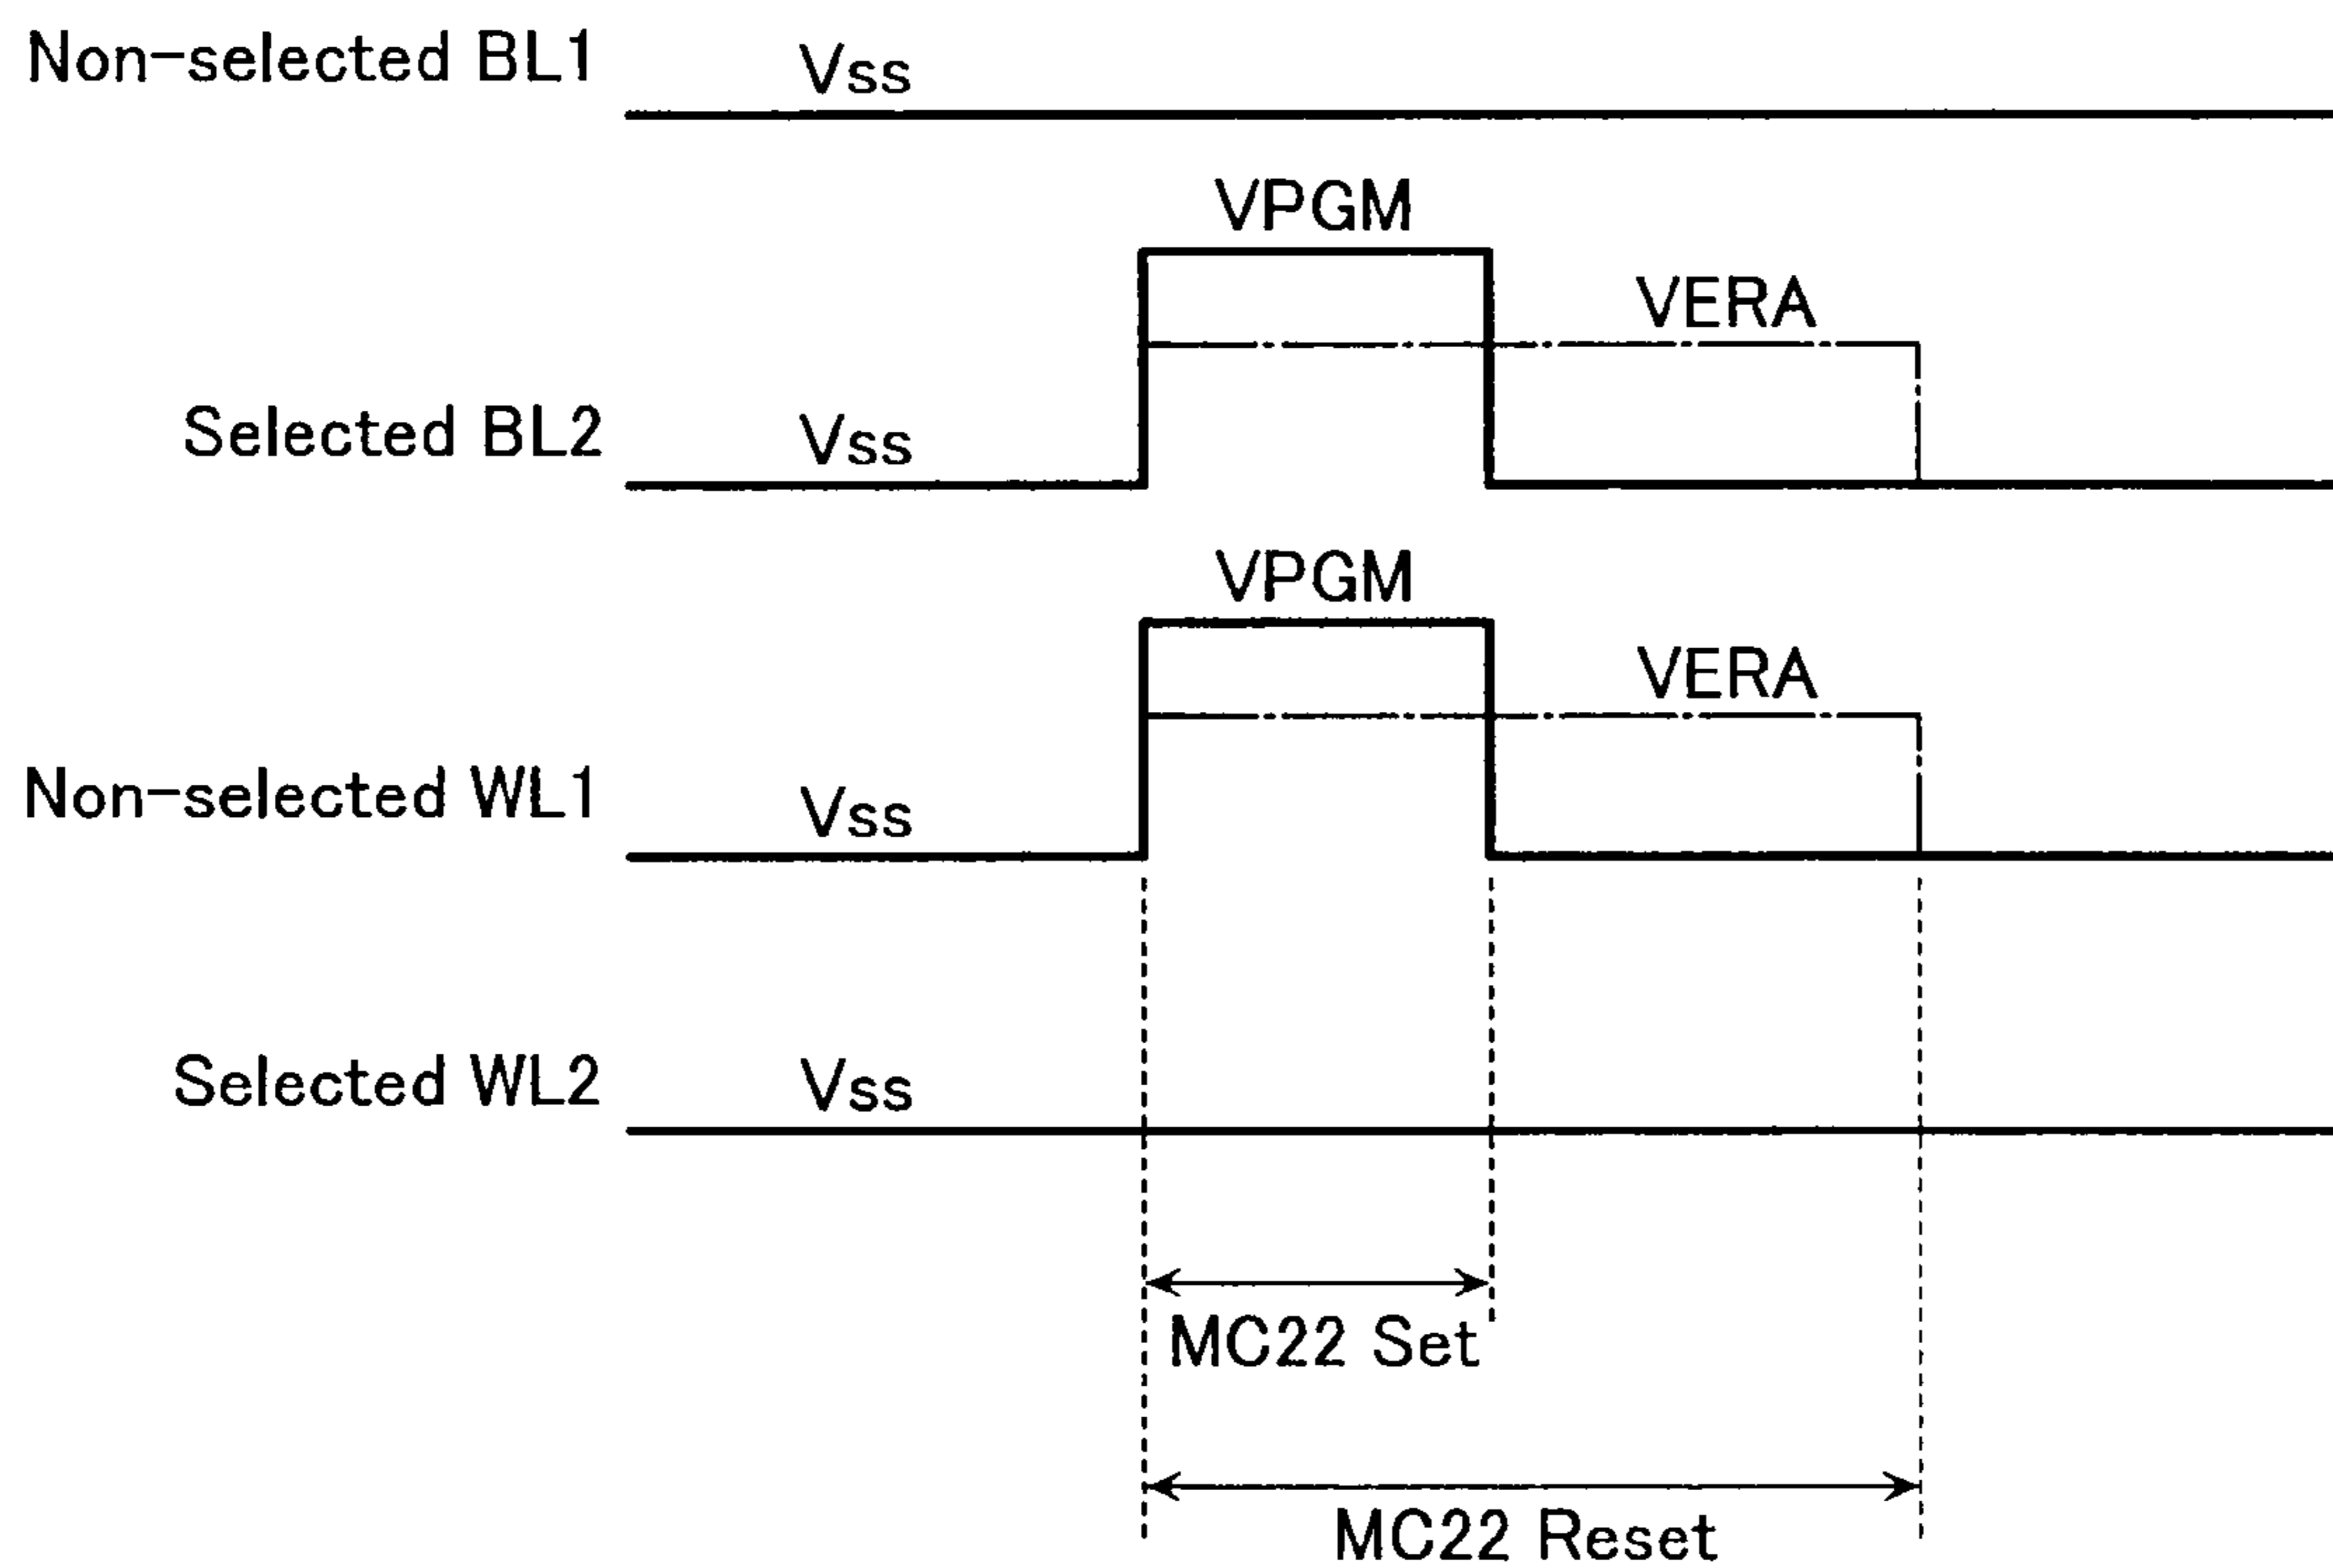 Non-selected BL1
Vss
VPGM
VERA
Selected BL2
Vss
VPGM
VERA
Non-selected WL1
Vss
Selected WL2
Vss
MC22 Set
MC22 Reset